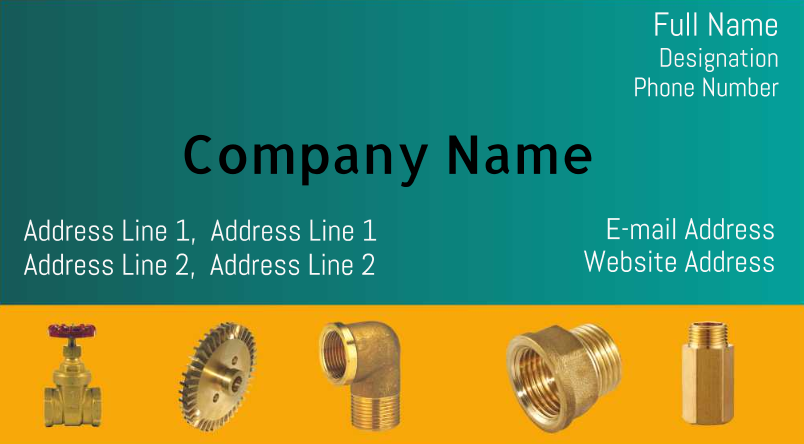 Full Name
Designation
Phone Number
Company Name
Address Line 1,  Address Line 1
Address Line 2,  Address Line 2
E-mail Address
Website Address